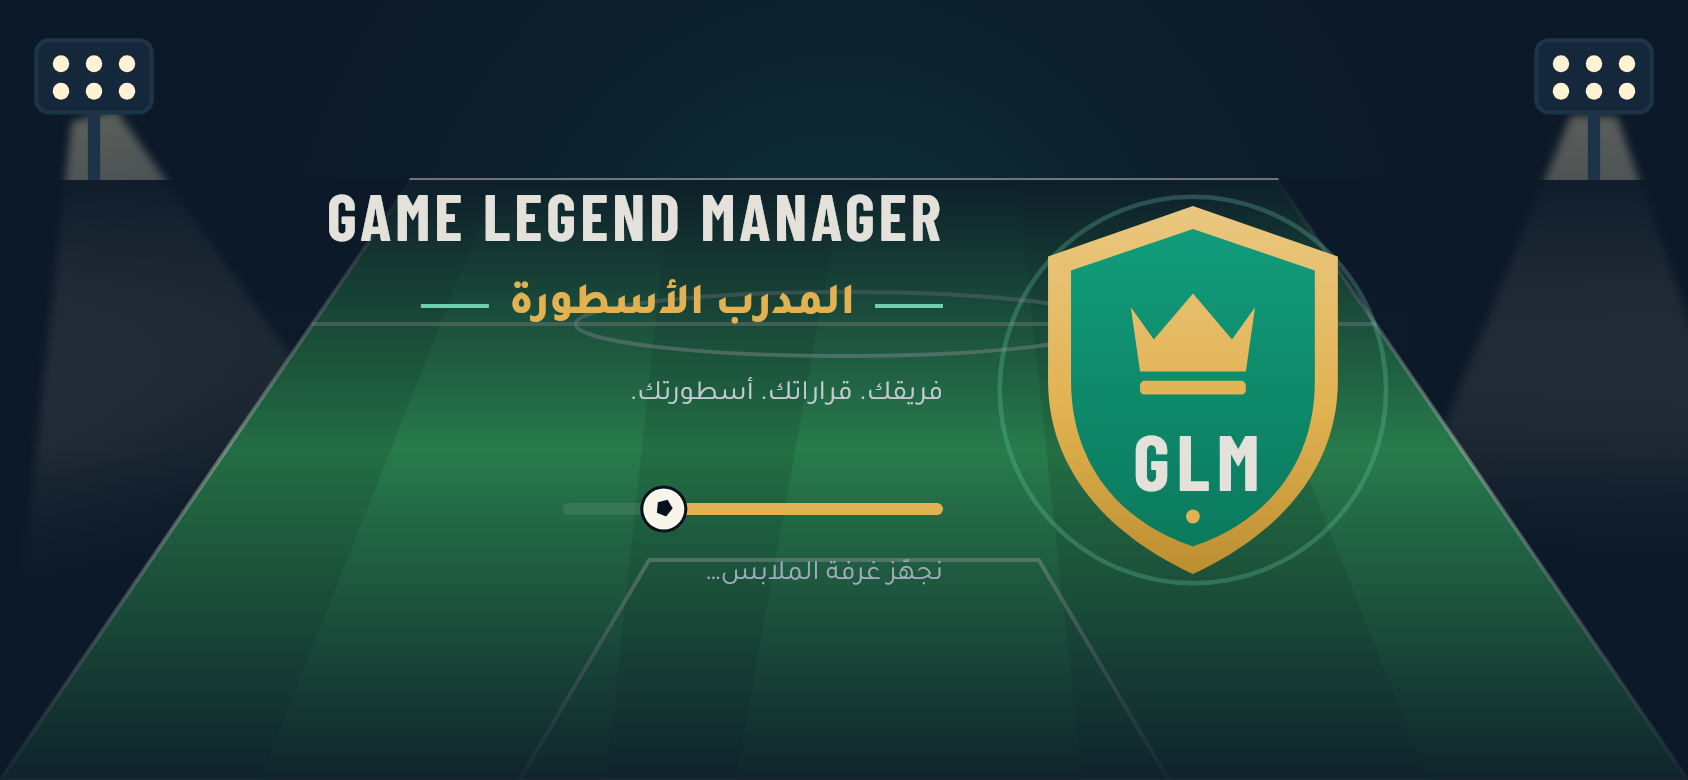 GAME LEGEND MANAGER
المدرب الأسطورة
فريقك. قراراتك. أسطورتك.
نجهّز غرفة الملابس...
GLM